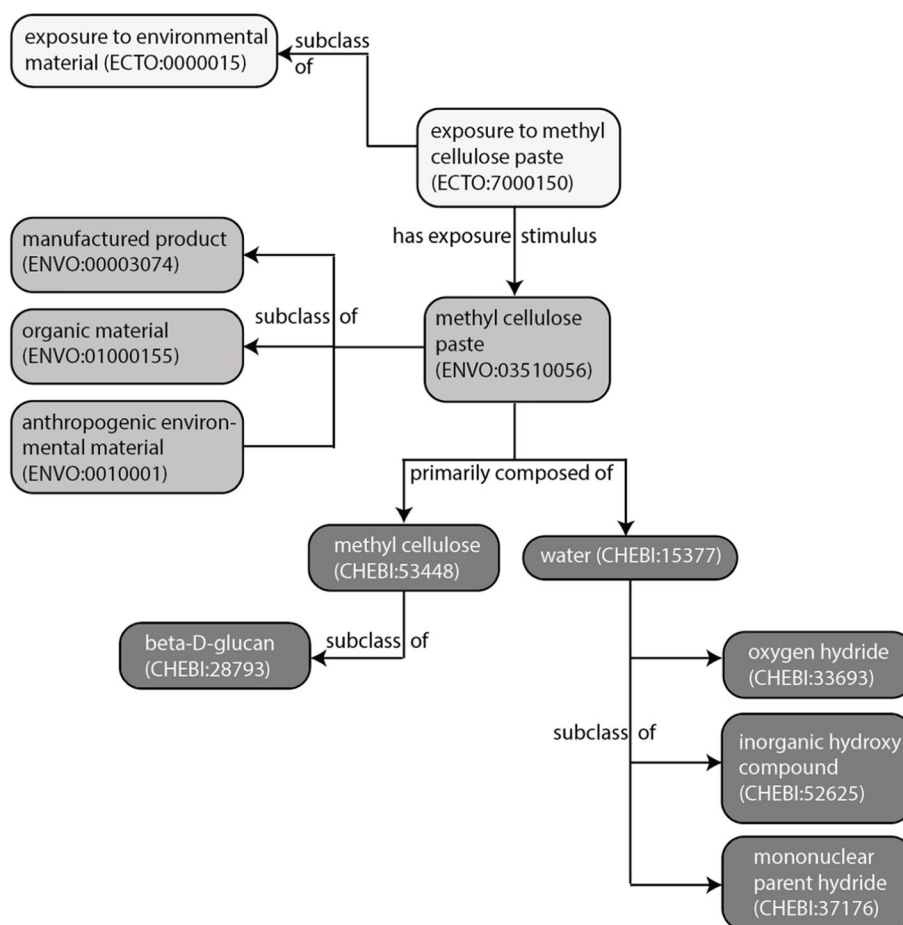 exposure to environmental
material (ECTO:0000015)
subclass
of
exposure to methyl
cellulose paste
(ECTO:7000150)
has exposure stimulus
manufactured product
(ENVO:00003074)
organic material
(ENVO:01000155)
anthropogenic environ-
mental material
(ENVO:0010001)
subclass of
methyl cellulose
paste
(ENVO:03510056)
primarily composed of
methyl cellulose
(CHEBI:53448)
water (CHEBI:15377)
beta-D-glucan
(CHEBI:28793)
subclass of
oxygen hydride
(CHEBI:33693)
subclass of
inorganic hydroxy
compound
(CHEBI:52625)
mononuclear
parent hydride
(CHEBI:37176)